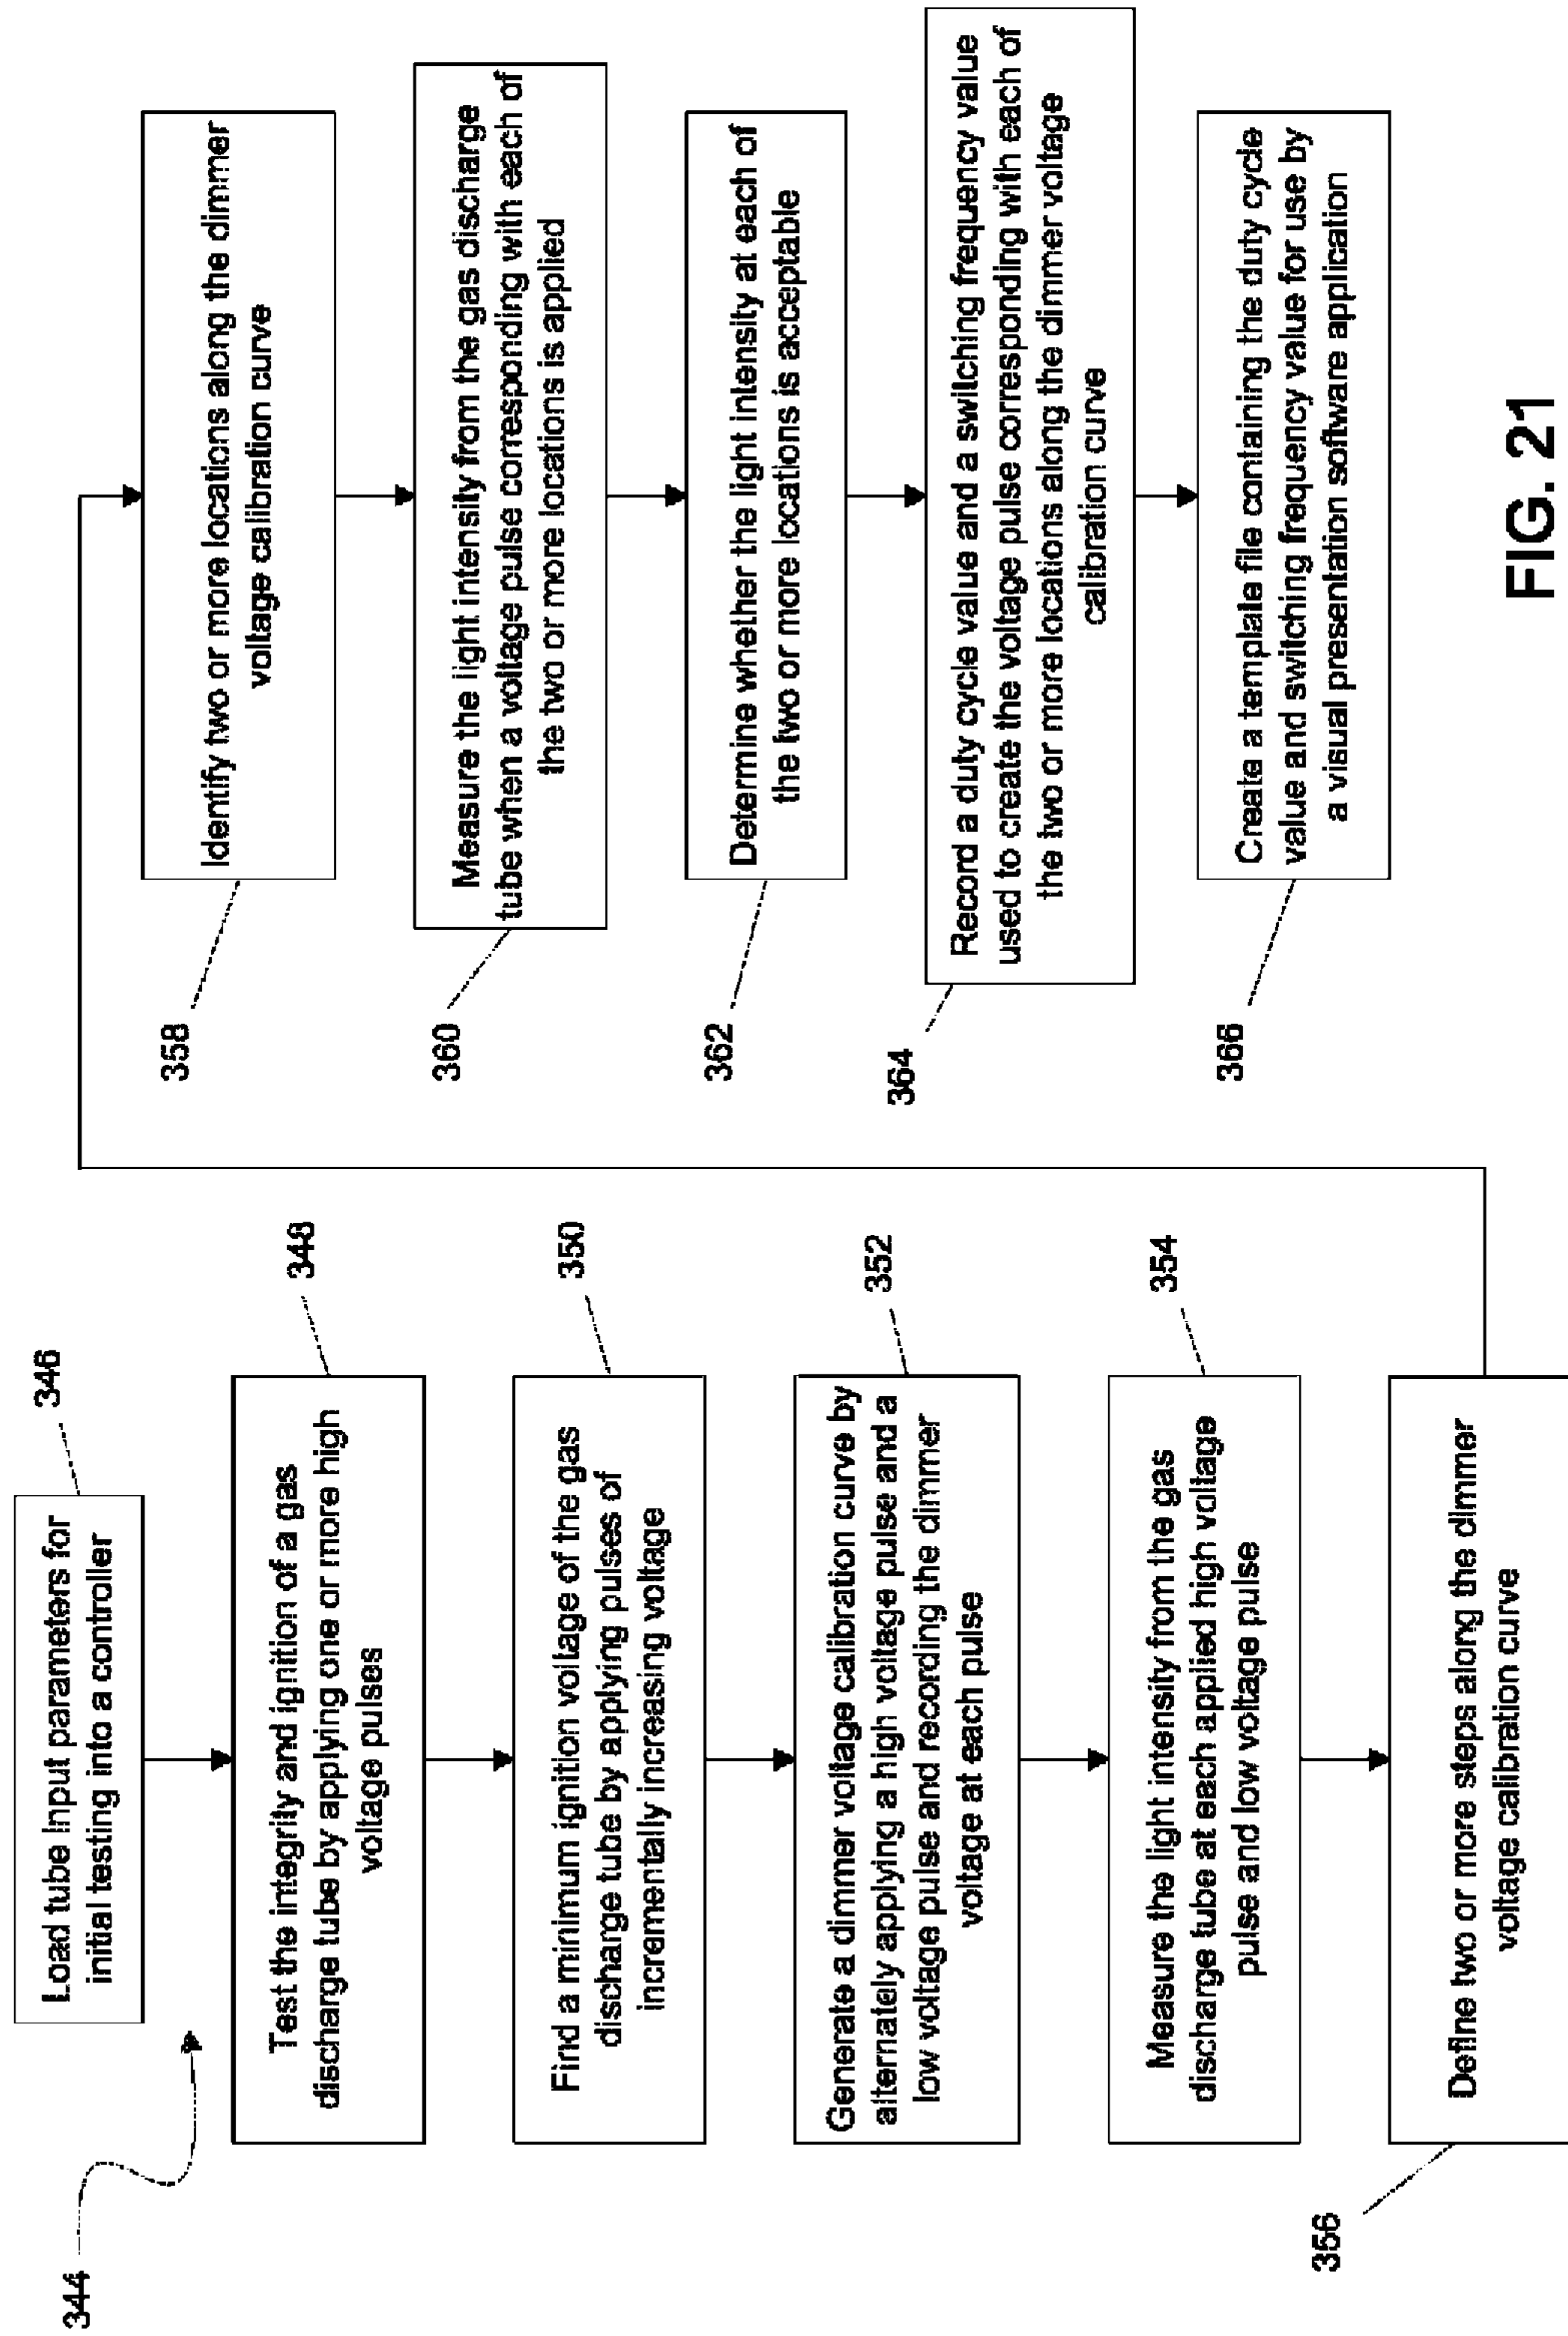 344
346
Load tube input parameters for
initial testing into a controller
348
Test the integrity and ignition of a gas
discharge tube by applying one or more high
voltage pulses
350
Find a minimum ignition voltage of the gas
discharge tube by applying pulses of
incrementally increasing voltage
352
Generate a dimmer voltage calibration curve by
alternately applying a high voltage pulse and a
low voltage pulse and recording the dimmer
voltage at each pulse
354
Measure the light intensity from the gas
discharge tube at each applied high voltage
pulse and low voltage pulse
356
Define two or more steps along the dimmer
voltage calibration curve
358
Identify two or more locations along the dimmer
voltage calibration curve
360
Measure the light intensity from the gas discharge
tube when a voltage pulse corresponding with each of
the two or more locations is applied
362
Determine whether the light intensity at each of
the two or more locations is acceptable
364
Record a duty cycle value and a switching frequency value
used to create the voltage pulse corresponding with each of
the two or more locations along the dimmer voltage
calibration curve
366
Create a template file containing the duty cycle
value and switching frequency value for use by
a visual presentation software application
FIG. 21